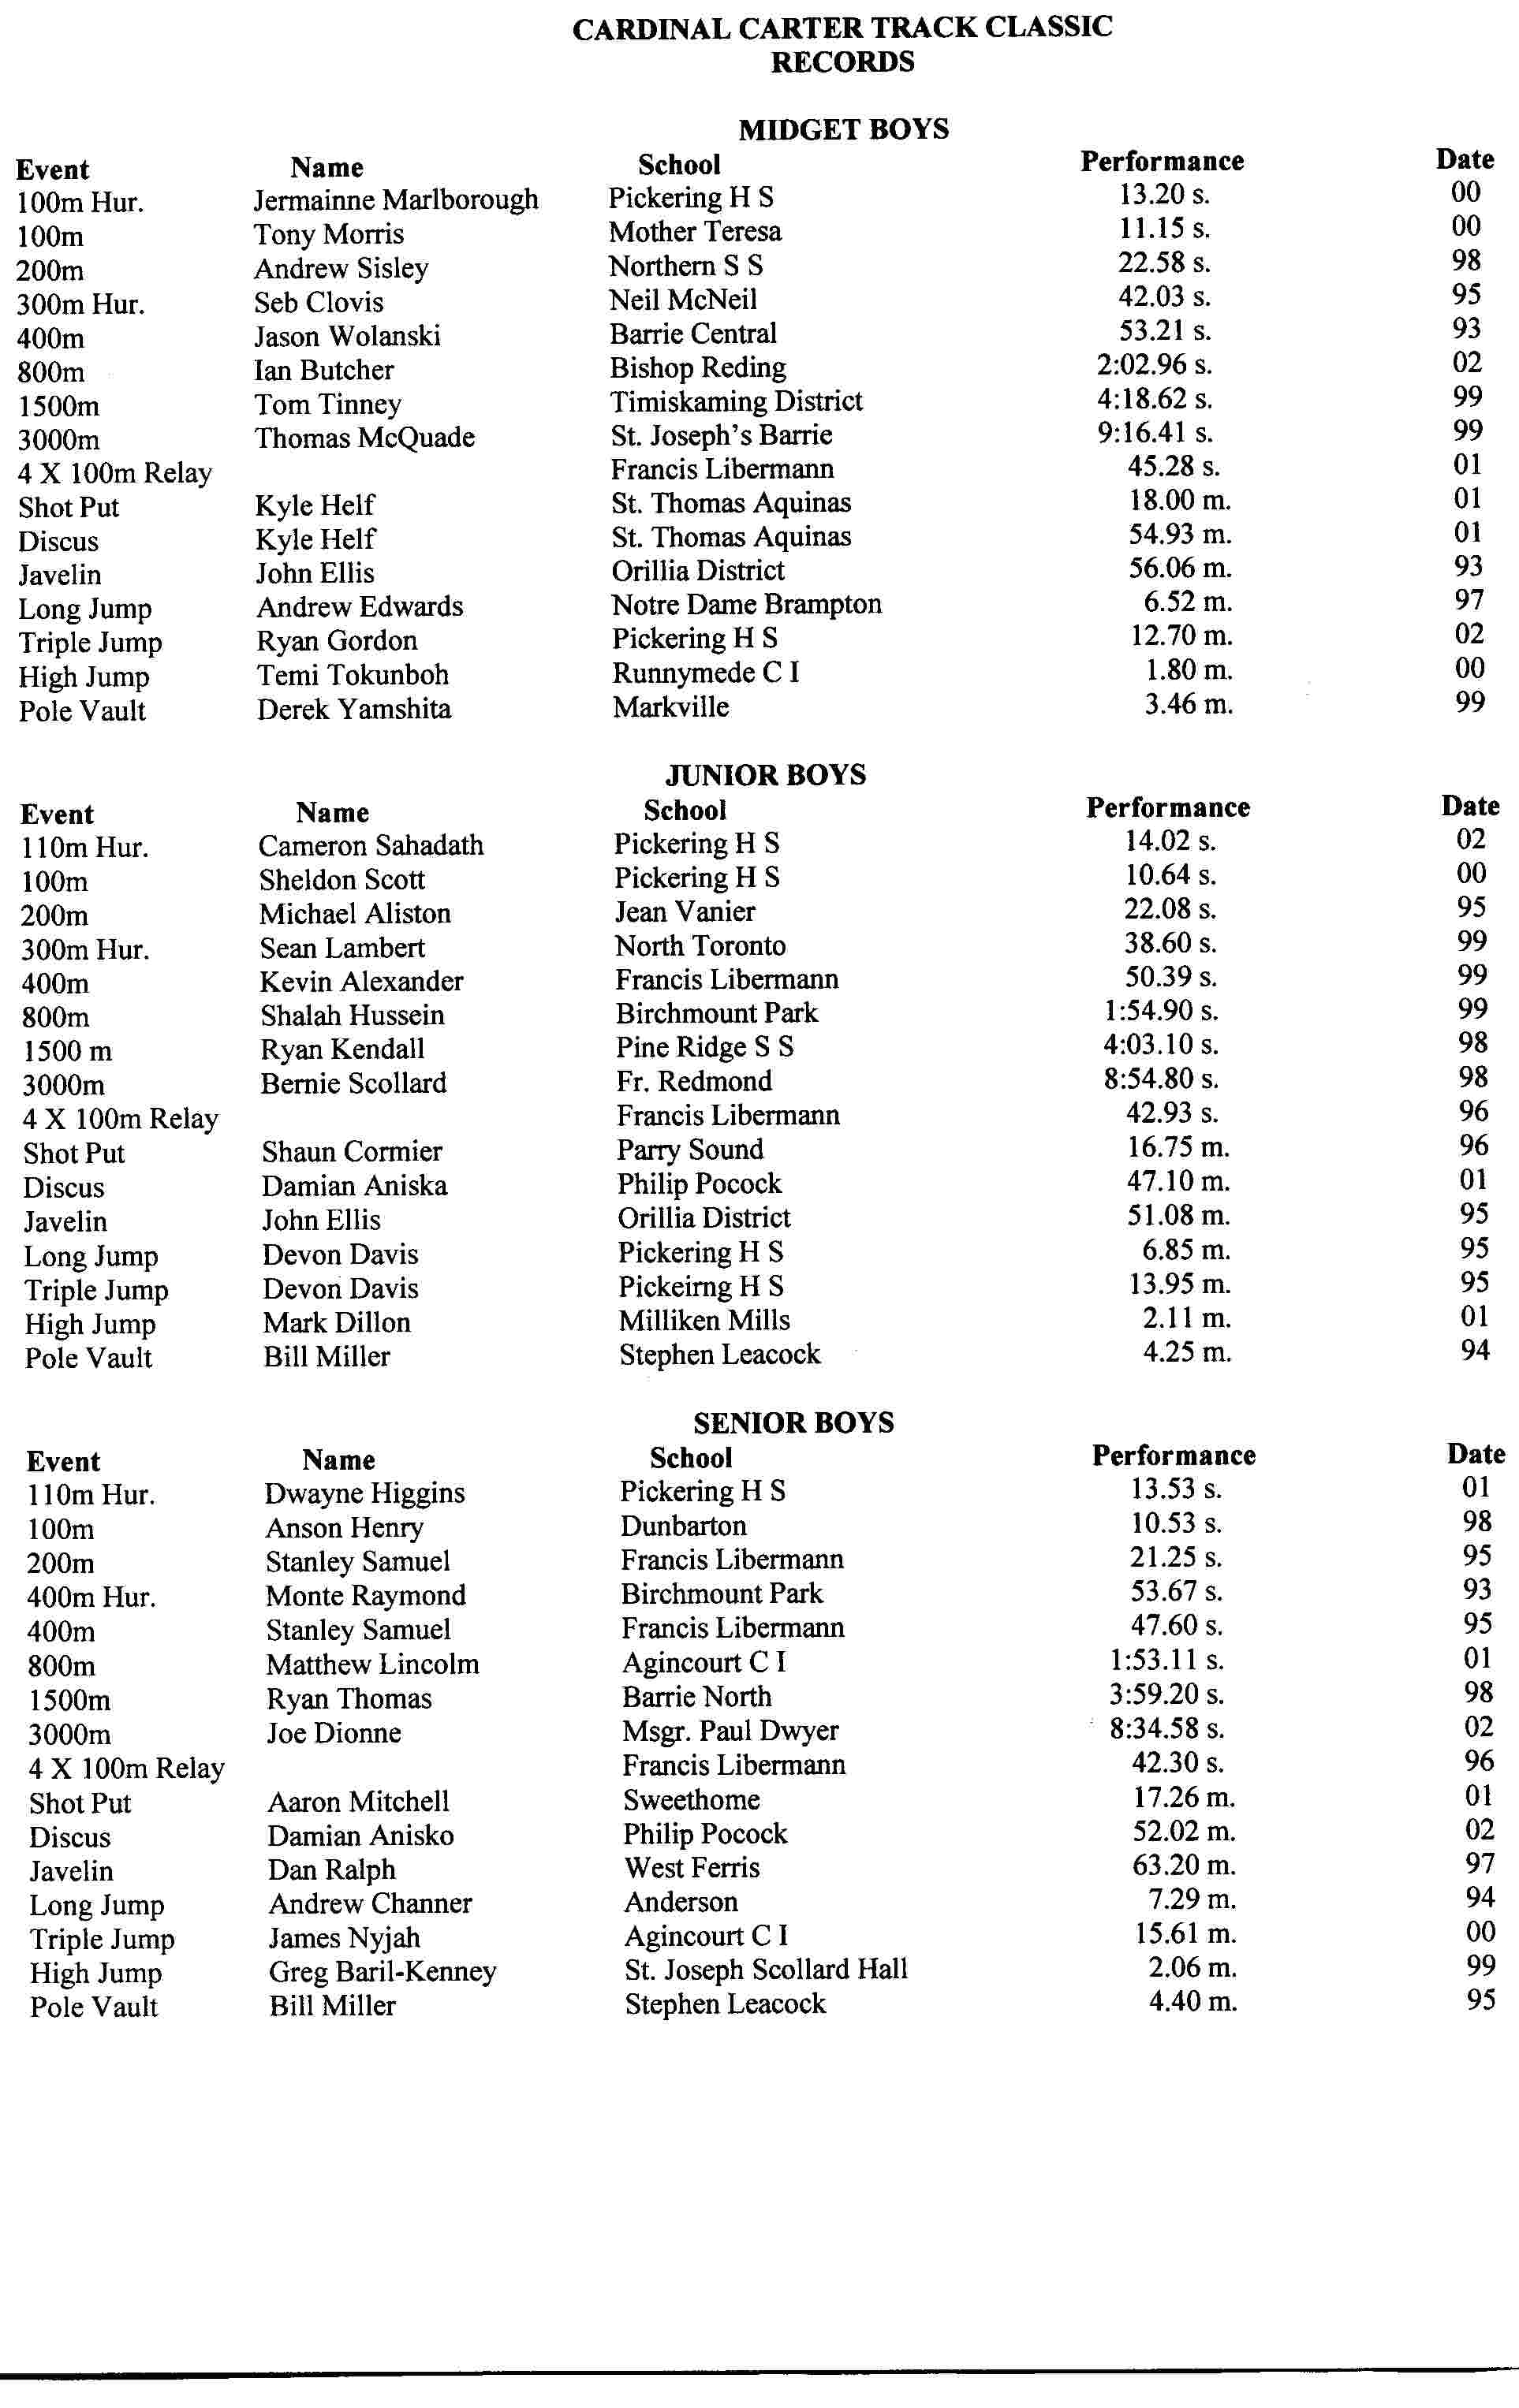 CARDINAL CARTER TRACK CLASSIC
RECORDS
MIDGET BOYS
Event Name School Performance Date
100m Hur. Jermainne Marlborough Pickering H S 13.20 s. 00
100m Tony Morris Mother Teresa 11.15 s. 00
200m Andrew Sisley Northern S S 22.58 s. 98
300m Hur. Seb Clovis Neil McNeil 42.03 s. 95
400m Jason Wolanski Barrie Central 53.21 s. 93
800m Ian Butcher Bishop Reding 2:02.96 s. 02
1500m Tom Tinney Timiskaming District 4:18.62 s. 99
3000m Thomas McQuade St. Joseph's Barrie 9:16.41 s. 99
4 X 100m Relay Francis Libermann 45.28 s. 01
Shot Put Kyle Helf St. Thomas Aquinas 18.00 m. 01
Discus Kyle Helf St. Thomas Aquinas 54.93 m. 01
Javelin John Ellis Orillia District 56.06 m. 93
Long Jump Andrew Edwards Notre Dame Brampton 6.52 m. 97
Triple Jump Ryan Gordon Pickering H S 12.70 m. 02
High Jump Temi Tokunboh Runnymede C I 1.80 m. 00
Pole Vault Derek Yamshita Markville 3.46 m. 99
JUNIOR BOYS
Event Name School Performance Date
110m Hur. Cameron Sahadath Pickering H S 14.02 s. 02
100m Sheldon Scott Pickering H S 10.64 s. 00
200m Michael Aliston Jean Vanier 22.08 s. 95
300m Hur. Sean Lambert North Toronto 38.60 s. 99
400m Kevin Alexander Francis Libermann 50.39 s. 99
800m Shalah Hussein Birchmount Park 1:54.90 s. 99
1500 m Ryan Kendall Pine Ridge S S 4:03.10 s. 98
3000m Bernie Scollard Fr. Redmond 8:54.80 s. 98
4 X 100m Relay Francis Libermann 42.93 s. 96
Shot Put Shaun Cormier Parry Sound 16.75 m. 96
Discus Damian Aniska Philip Pocock 47.10 m. 01
Javelin John Ellis Orillia District 51.08 m. 95
Long Jump Devon Davis Pickering H S 6.85 m. 95
Triple Jump Devon Davis Pickeirng H S 13.95 m. 95
High Jump Mark Dillon Milliken Mills 2.11 m. 01
Pole Vault Bill Miller Stephen Leacock 4.25 m. 94
SENIOR BOYS
Event Name School Performance Date
110m Hur. Dwayne Higgins Pickering H S 13.53 s. 01
100m Anson Henry Dunbarton 10.53 s. 98
200m Stanley Samuel Francis Libermann 21.25 s. 95
400m Hur. Monte Raymond Birchmount Park 53.67 s. 93
400m Stanley Samuel Francis Libermann 47.60 s. 95
800m Matthew Lincolm Agincourt C I 1:53.11 s. 01
1500m Ryan Thomas Barrie North 3:59.20 s. 98
3000m Joe Dionne Msgr. Paul Dwyer 8:34.58 s. 02
4 X 100m Relay Francis Libermann 42.30 s. 96
Shot Put Aaron Mitchell Sweethome 17.26 m. 01
Discus Damian Anisko Philip Pocock 52.02 m. 02
Javelin Dan Ralph West Ferris 63.20 m. 97
Long Jump Andrew Channer Anderson 7.29 m. 94
Triple Jump James Nyjah Agincourt C I 15.61 m. 00
High Jump Greg Baril-Kenney St. Joseph Scollard Hall 2.06 m. 99
Pole Vault Bill Miller Stephen Leacock 4.40 m. 95